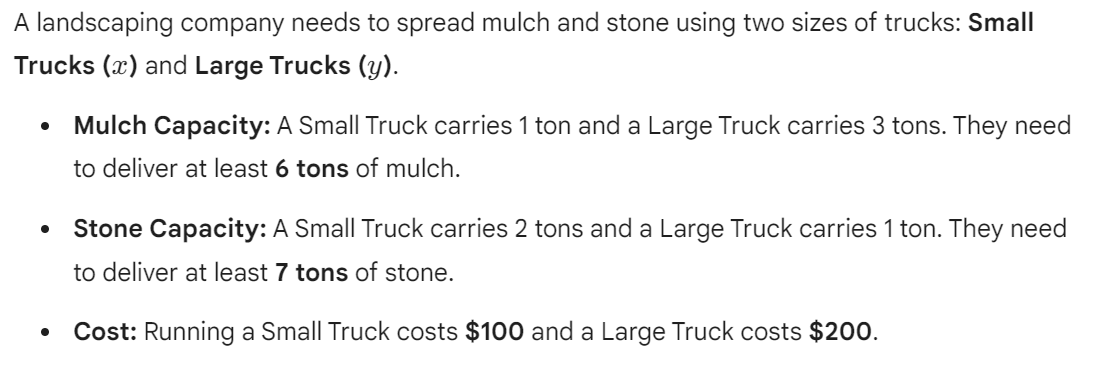 A landscaping company needs to spread mulch and stone using two sizes of trucks: Small
Trucks (x) and Large Trucks (y).
• Mulch Capacity: A Small Truck carries 1 ton and a Large Truck carries 3 tons. They need
to deliver at least 6 tons of mulch.
• Stone Capacity: A Small Truck carries 2 tons and a Large Truck carries 1 ton. They need
to deliver at least 7 tons of stone.
• Cost: Running a Small Truck costs $100 and a Large Truck costs $200.